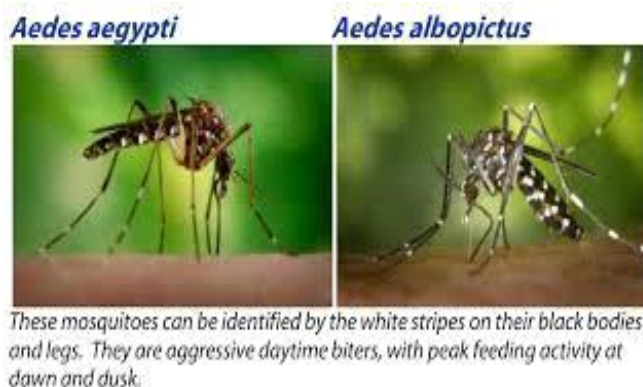 Aedes aegypti
Aedes albopictus
These mosquitoes can be identified by the white stripes on their black bodies
and legs. They are aggressive daytime biters, with peak feeding activity at
dawn and dusk.